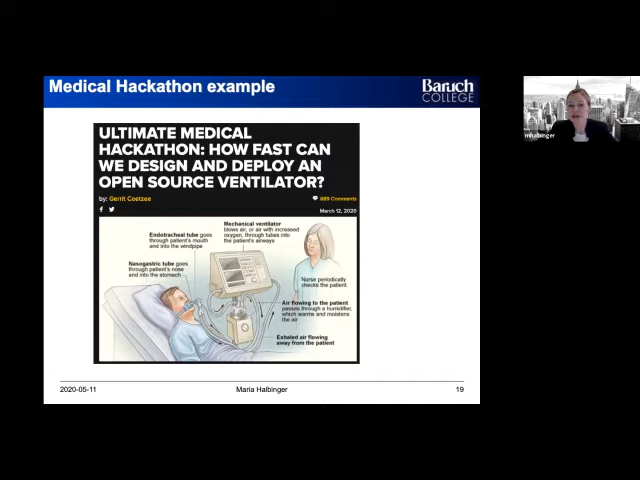 Medical Hackathon example
Baruch
COLLEGE
ULTIMATE MEDICAL
HACKATHON: HOW FAST CAN
WE DESIGN AND DEPLOY AN
OPEN SOURCE VENTILATOR?
by: Gerrit Coetzee
889 Comments
March 12, 2020
Mechanical ventilator
blows air, or air with increased
oxygen, through tubes into
the patient's airways
Endotracheal tube goes
through patient's mouth
and into the windpipe
Nasogastric tube goes
through patient's nose
and into the stomach
Nurse periodically
checks the patient.
Air flowing to the patient
passes through a humidifier,
which warms and moistens
the air
Exhaled air flowing
away from the patient
2020-05-11
Maria Halbinger
19
mhalbinger